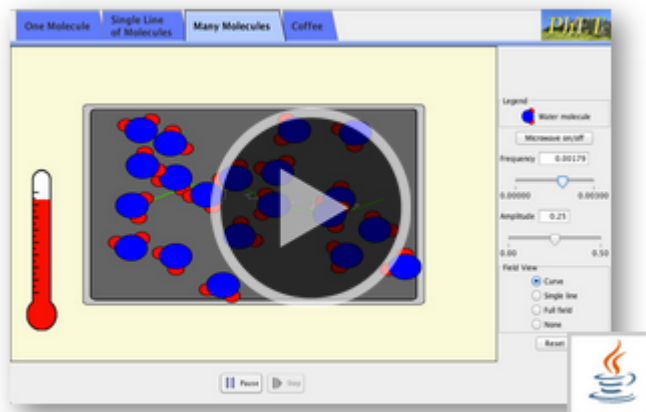 One Molecule
Single Line
of Molecules
Many Molecules
Coffee
PhET
Legend
Water molecule
Microwave on/off
Frequency 0.00179
0.00000 0.00300
Amplitude 0.25
0.00 0.50
Field View
Curve
Single line
Full field
None
Reset
Pause
Step